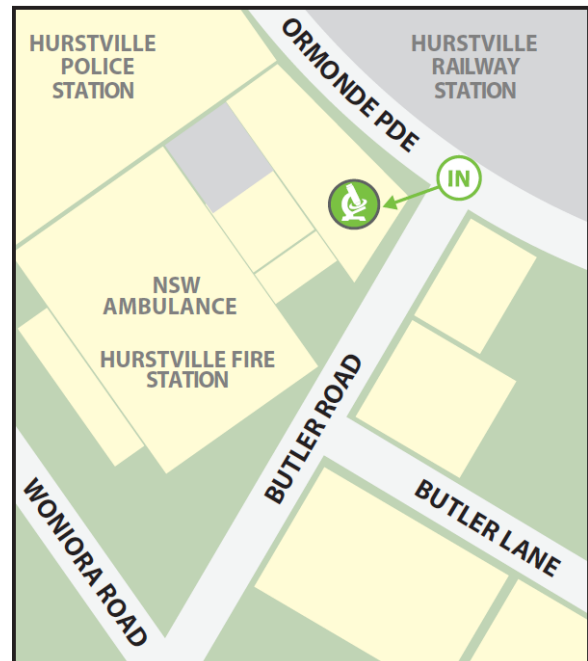 HURSTVILLE
POLICE
STATION
ORMONDE PDE
HURSTVILLE
RAILWAY
STATION
IN
NSW
AMBULANCE
HURSTVILLE FIRE
STATION
BUTLER ROAD
BUTLER LANE
WONIORA ROAD